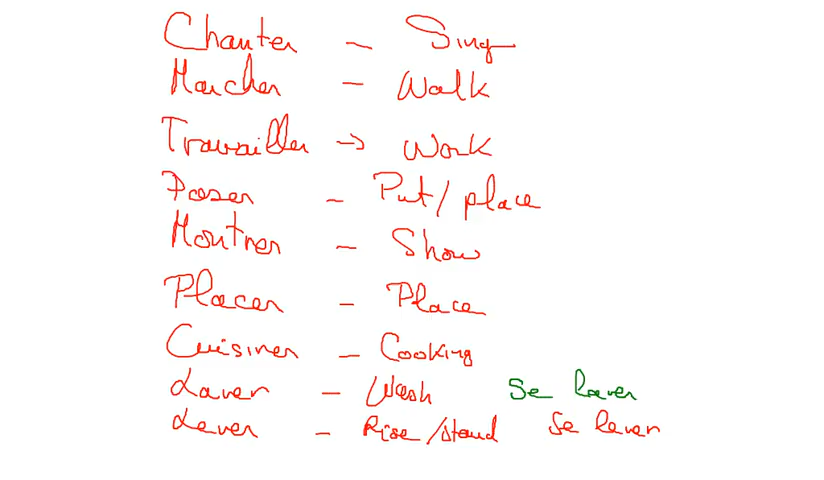 Chanter - Sing
Marcher - Walk
Travailler → Work
Poser - Put/place
Montrer - Show
Placer - Place
Cuisiner - Cooking
Laver - Wash Se laver
Lever - Rise/stand Se lever